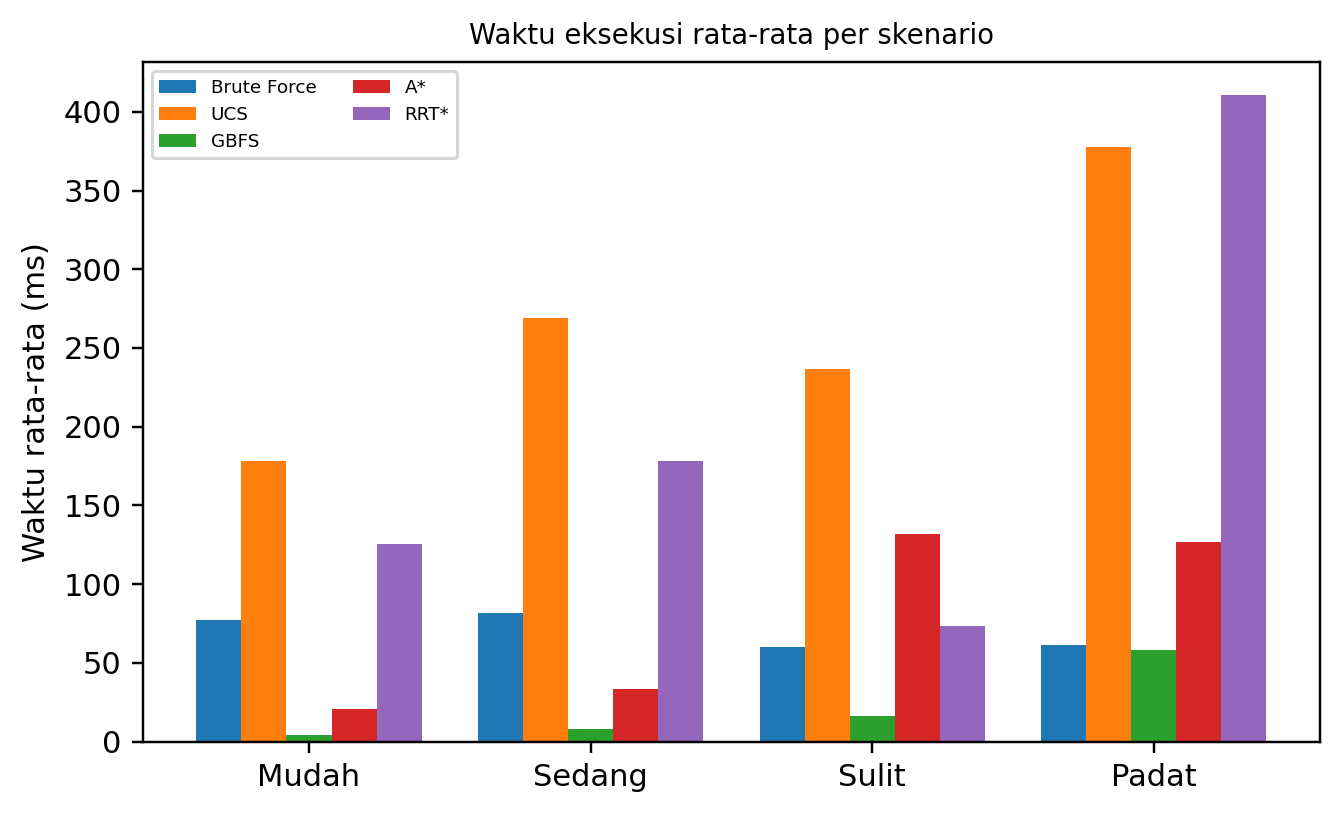 Waktu eksekusi rata-rata per skenario
Brute Force
UCS
GBFS
A*
RRT*
Waktu rata-rata (ms)
400
350
300
250
200
150
100
50
0
Mudah Sedang Sulit Padat